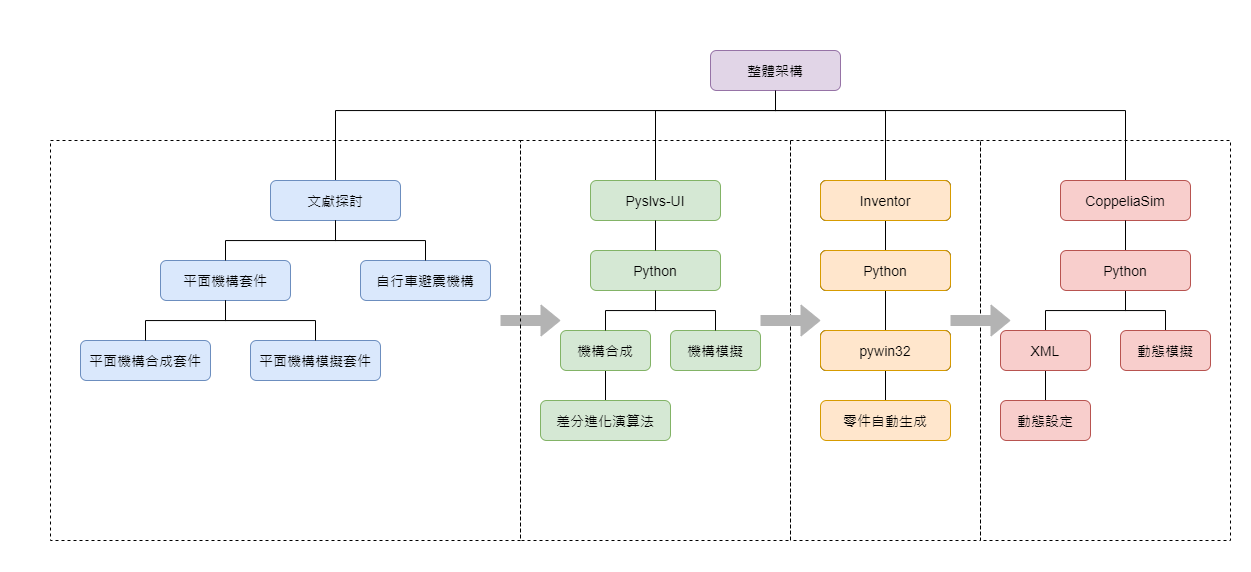 整體架構
文獻探討
平面機構套件
自行車避震機構
平面機構合成套件
平面機構模擬套件
Pyslvs-UI
Python
機構合成
機構模擬
差分進化演算法
Inventor
Python
pywin32
零件自動生成
CoppeliaSim
Python
XML
動態模擬
動態設定